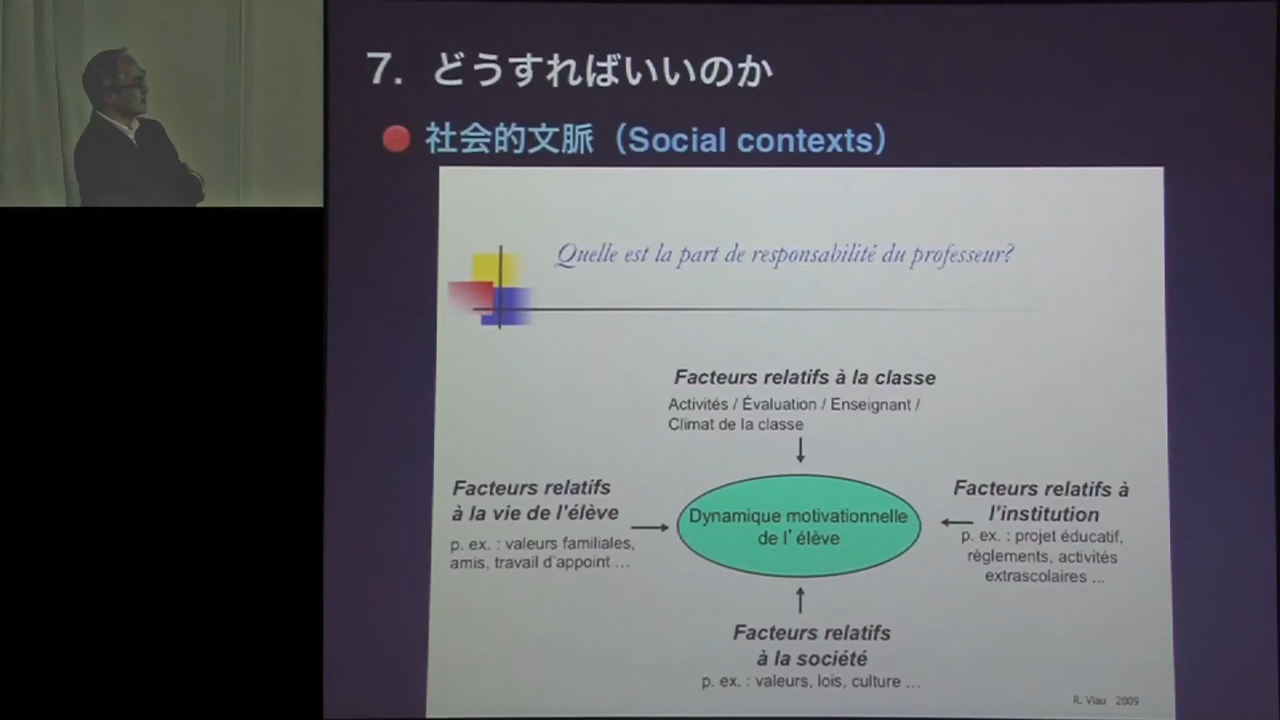 7. どうすればいいのか
社会的文脈（Social contexts）
Quelle est la part de responsabilité du professeur?
Facteurs relatifs à la classe
Activités / Évaluation / Enseignant /
Climat de la classe
Facteurs relatifs
à la vie de l'élève
p. ex. : valeurs familiales,
amis, travail d'appoint ...
Dynamique motivationnelle
de l'élève
Facteurs relatifs à
l'institution
p. ex. : projet éducatif,
règlements, activités
extrascolaires ...
Facteurs relatifs
à la société
p. ex. : valeurs, lois, culture ...
R. Viau 2009